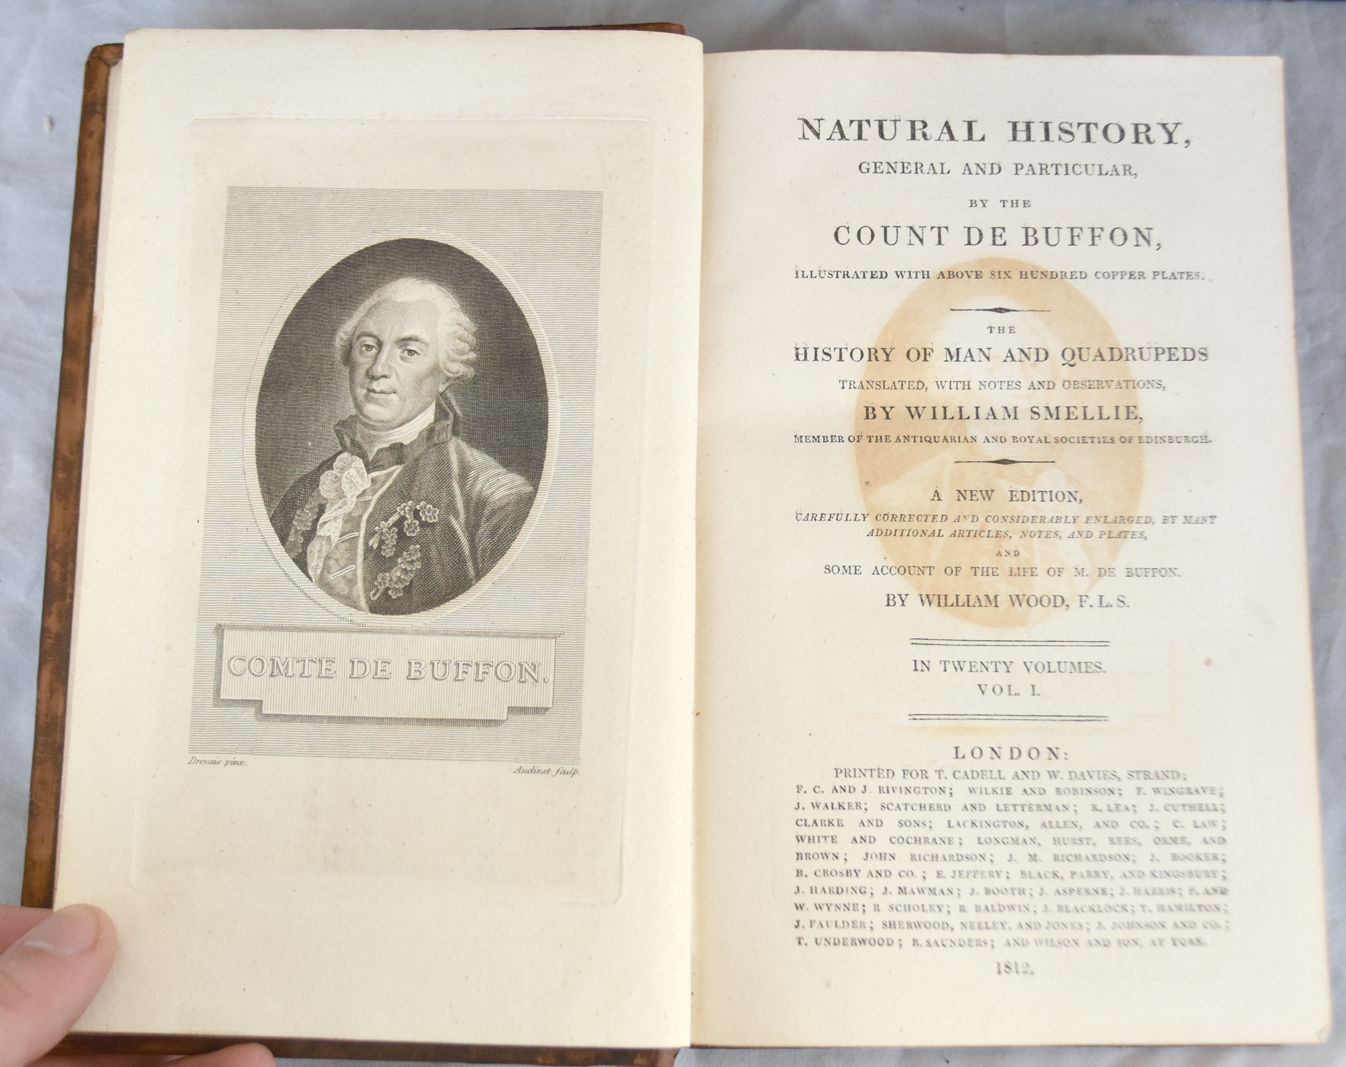 COMTE DE BUFFON.
Drovais pinx.
Audinet sculp.
NATURAL HISTORY,
GENERAL AND PARTICULAR,
BY THE
COUNT DE BUFFON,
ILLUSTRATED WITH ABOVE SIX HUNDRED COPPER PLATES.
THE
HISTORY OF MAN AND QUADRUPEDS
TRANSLATED, WITH NOTES AND OBSERVATIONS,
BY WILLIAM SMELLIE,
MEMBER OF THE ANTIQUARIAN AND ROYAL SOCIETIES OF EDINBURGH.
A NEW EDITION,
CAREFULLY CORRECTED AND CONSIDERABLY ENLARGED, BY MANY
ADDITIONAL ARTICLES, NOTES, AND PLATES,
AND
SOME ACCOUNT OF THE LIFE OF M. DE BUFFON.
BY WILLIAM WOOD, F.L.S.
IN TWENTY VOLUMES.
VOL. I.
LONDON:
PRINTED FOR T. CADELL AND W. DAVIES, STRAND;
F. C. AND J. RIVINGTON; WILKIE AND ROBINSON; F. WINGRAVE;
J. WALKER; SCATCHERD AND LETTERMAN; R. LEA; J. CUTHELL;
CLARKE AND SONS; LACKINGTON, ALLEN, AND CO.; C. LAW;
WHITE AND COCHRANE; LONGMAN, HURST, REES, ORME, AND
BROWN; JOHN RICHARDSON; J. M. RICHARDSON; J. BOOKER;
B. CROSBY AND CO.; E. JEFFERY; BLACK, PARRY, AND KINGSBURY;
J. HARDING; J. MAWMAN; J. BOOTH; J. ASPERNE; J. HARRIS; P. AND
W. WYNNE; R SCHOLEY; R. BALDWIN; J. BLACKLOCK; T. HAMILTON;
J. FAULDER; SHERWOOD, NEELEY, AND JONES; J. JOHNSON AND CO.;
T. UNDERWOOD; R. SAUNDERS; AND WILSON AND SON, AT YORK.
1812.